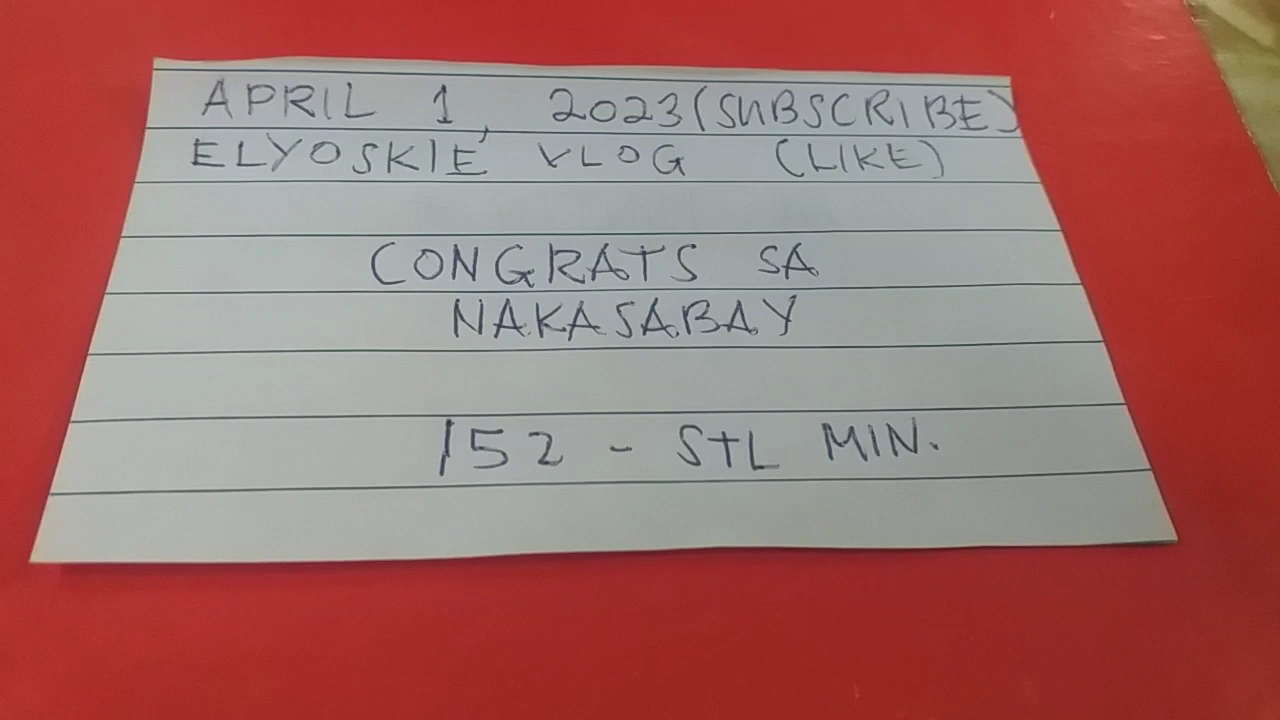 APRIL 1, 2023 (SUBSCRIBE)
ELYOSKIE VLOG (LIKE)
CONGRATS SA
NAKASABAY
152 - STL MIN.